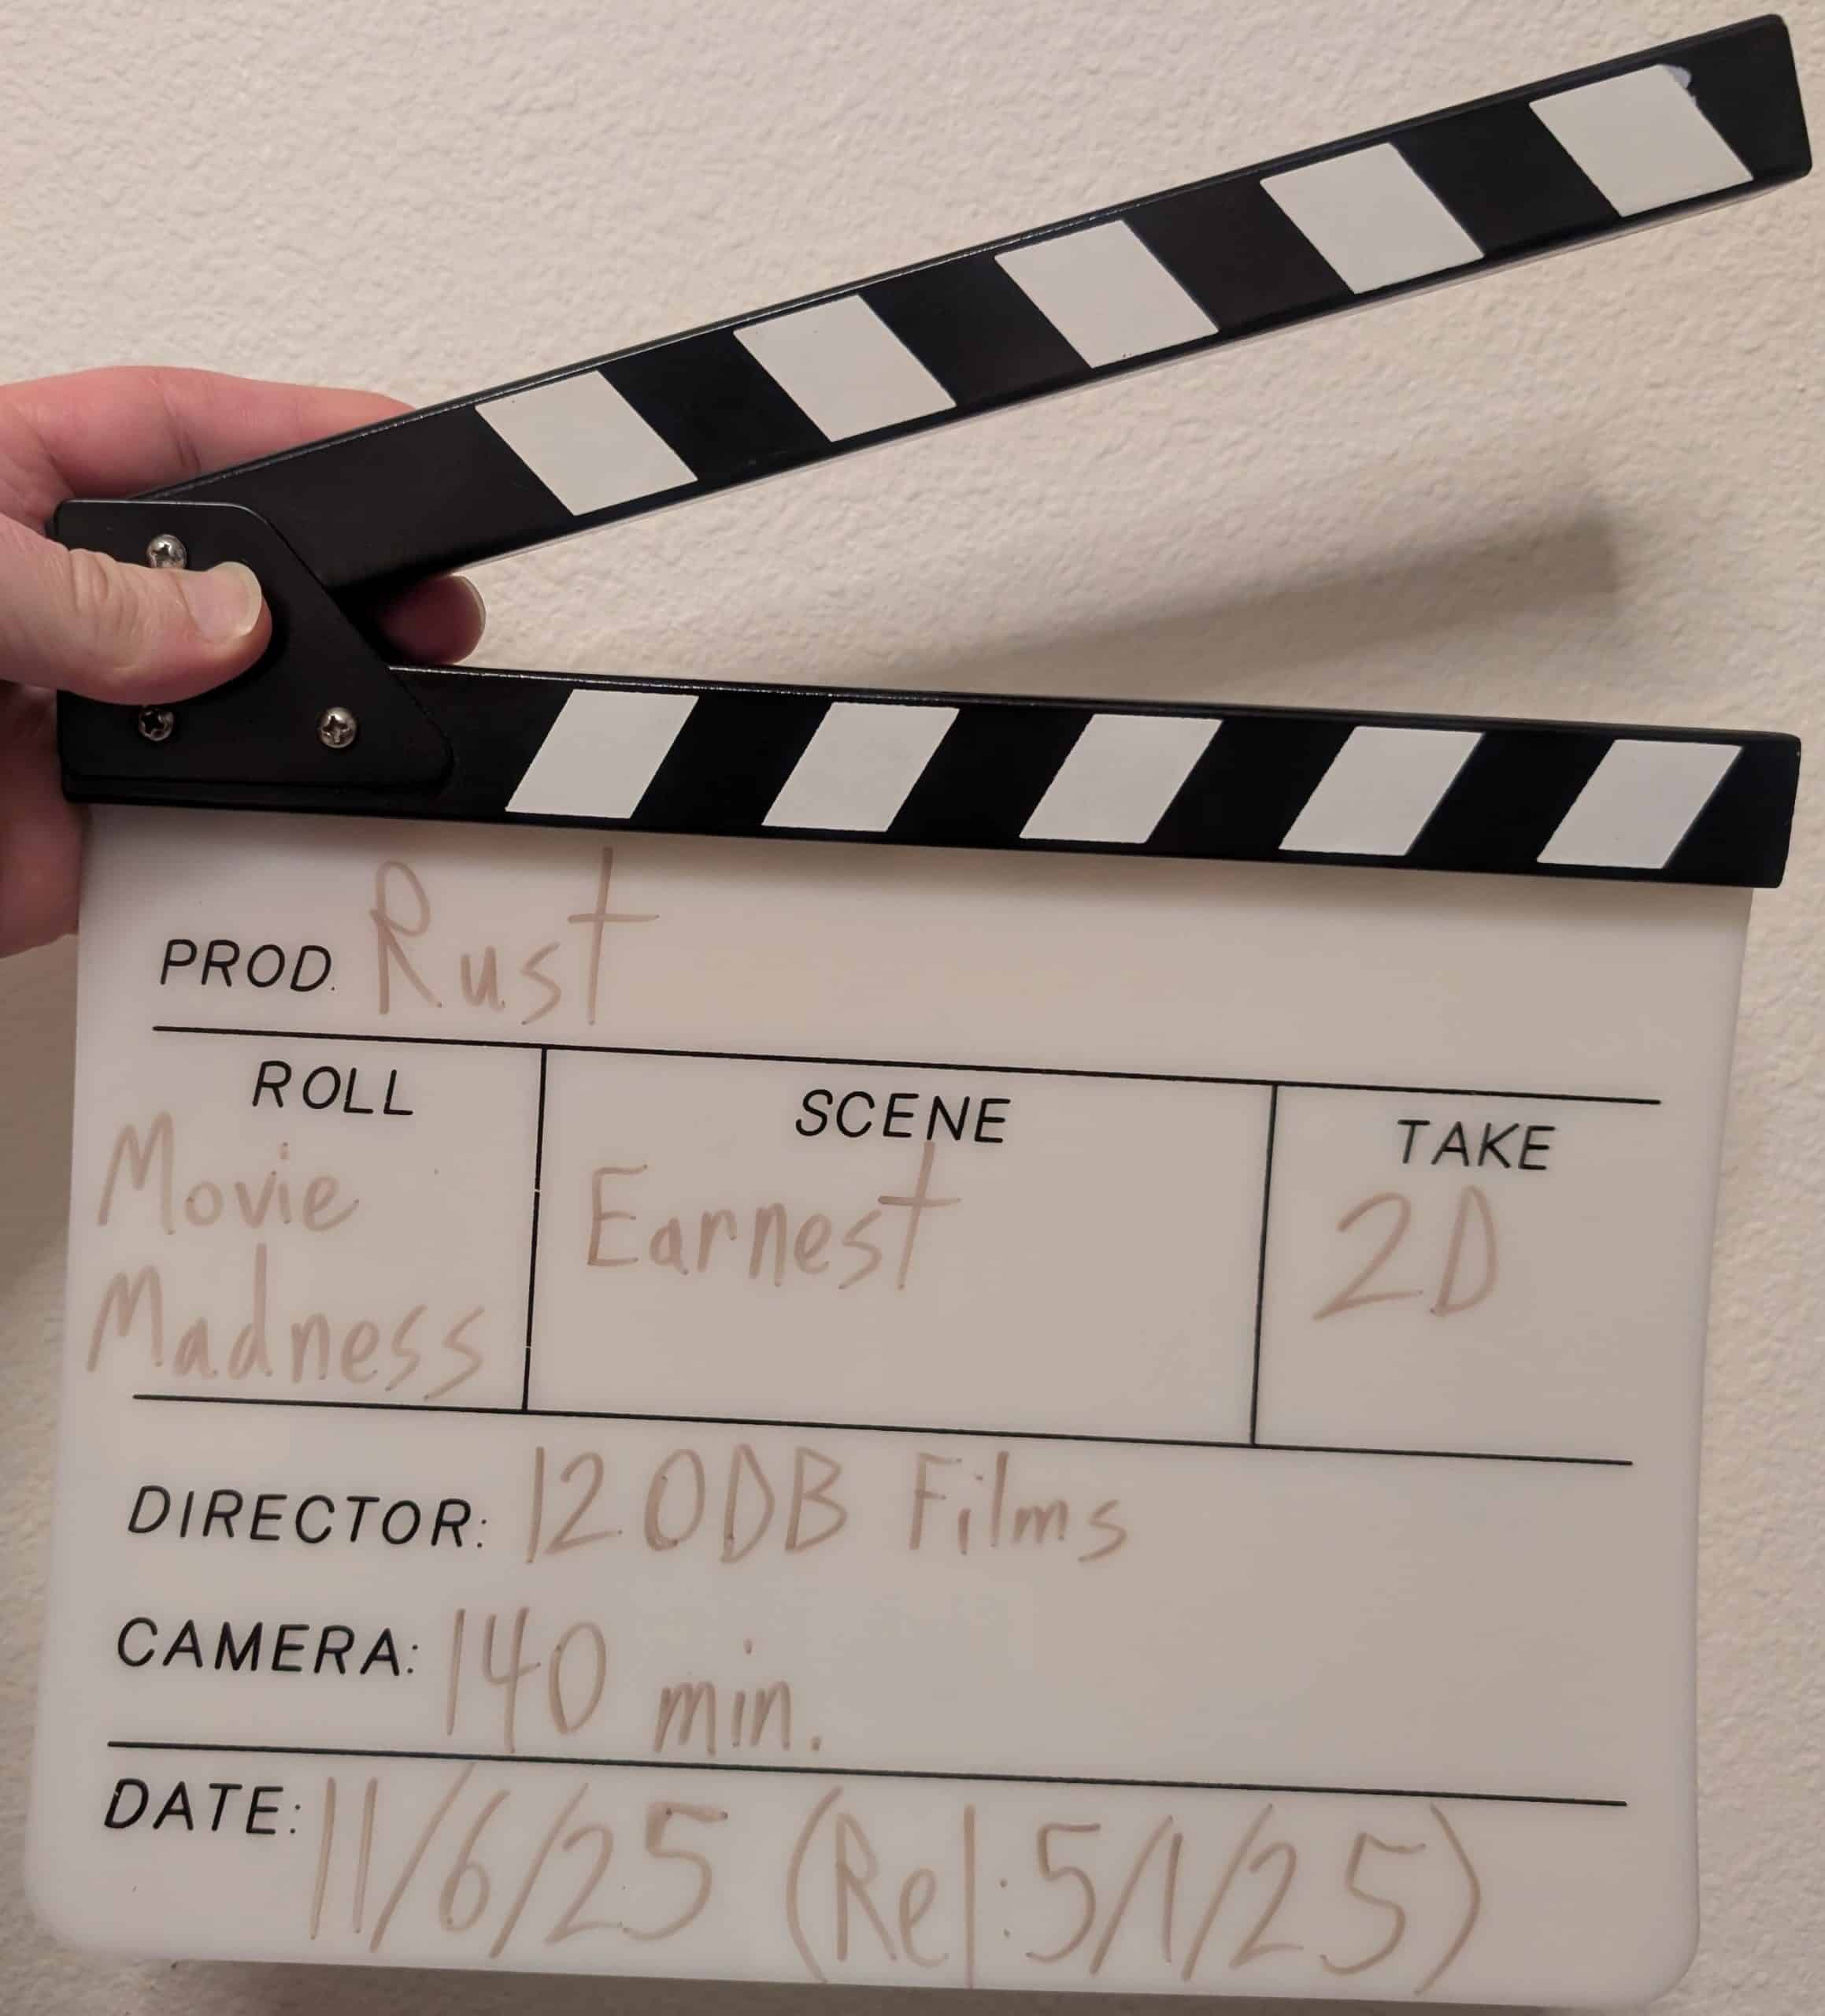 PROD. Rust
ROLL
Movie
Madness
SCENE
Earnest
TAKE
2D
DIRECTOR: 120DB Films
CAMERA: 140 min.
DATE: 11/6/25 (Rel: 5/1/25)